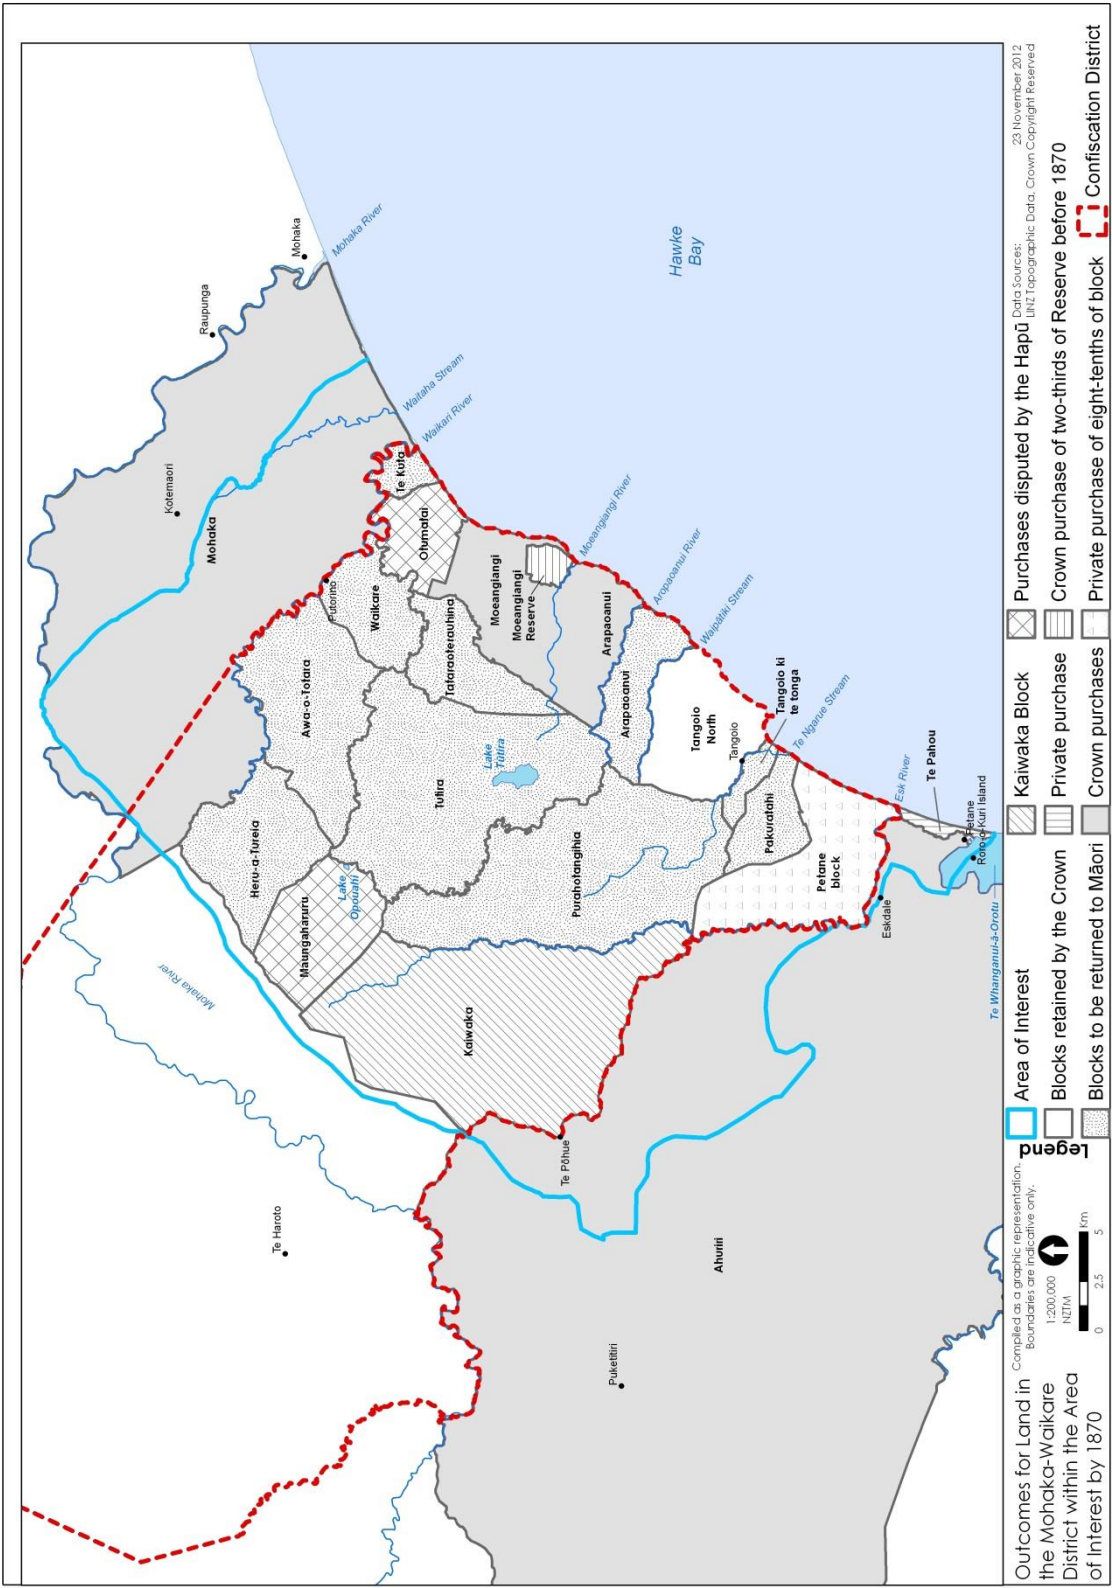 Mohaka River
Te Haroto
Puketitiri
Te Pōhue
Ahuriri
Kaiwaka
Maungaharuru
Lake
Opouahi
Heru-a-Tureia
Awa-o-Totara
Tutira
Lake
Tūtira
Purahotangihia
Kotemaori
Mohaka
Raupunga
Mohaka
Mohaka River
Putorino
Waikare
Tataraoterauhina
Otumatai
Te Kuta
Waitaha Stream
Waikari River
Moeangiangi
Moeangiangi
Reserve
Moeangiangi River
Arapaoanui
Aropaoanui River
Arapaoanui
Waipātiki Stream
Tangoio
North
Tangoio
Tangoio ki
te tonga
Te Ngarue Stream
Pakuratahi
Petane
block
Eskdale
Esk River
Te Pahou
Petane
Roro-o-Kuri Island
Te Whanganui-ā-Orotu
Hawke
Bay
Outcomes for Land in
the Mohaka-Waikare
District within the Area
of Interest by 1870
Compiled as a graphic representation.
Boundaries are indicative only.
1:200,000
NZTM
0 2.5 5
Km
Legend
Area of Interest
Blocks retained by the Crown
Blocks to be returned to Māori
Kaiwaka Block
Private purchase
Crown purchases
Purchases disputed by the Hapū
Crown purchase of two-thirds of Reserve before 1870
Private purchase of eight-tenths of block
Confiscation District
Data Sources: 23 November 2012
LINZ Topographic Data, Crown Copyright Reserved